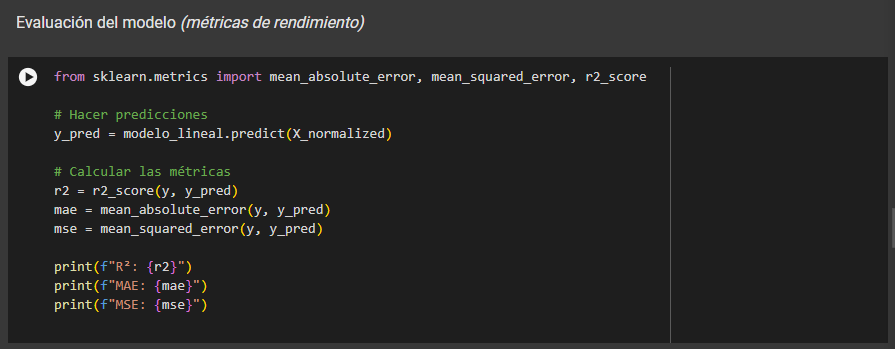 Evaluación del modelo (métricas de rendimiento)
from sklearn.metrics import mean_absolute_error, mean_squared_error, r2_score
# Hacer predicciones
y_pred = modelo_lineal.predict(X_normalized)
# Calcular las métricas
r2 = r2_score(y, y_pred)
mae = mean_absolute_error(y, y_pred)
mse = mean_squared_error(y, y_pred)
print(f"R²: {r2}")
print(f"MAE: {mae}")
print(f"MSE: {mse}")